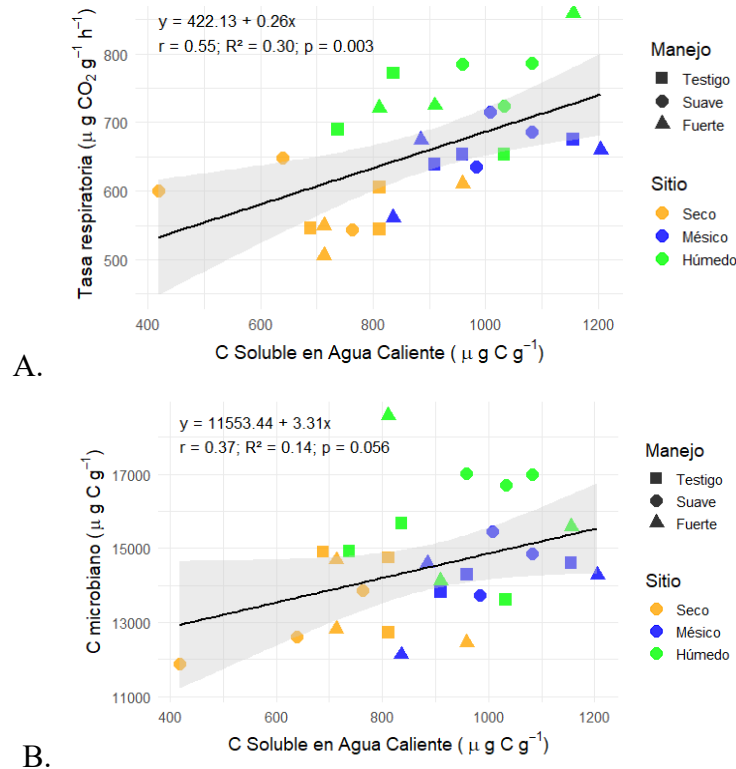 y = 422.13 + 0.26x
r = 0.55; R² = 0.30; p = 0.003
Tasa respiratoria (μ g CO₂ g⁻¹ h⁻¹)
800
700
600
500
400
600
800
1000
1200
C Soluble en Agua Caliente ( μ g C g⁻¹)
Manejo
Testigo
Suave
Fuerte
Sitio
Seco
Mésico
Húmedo
A.
y = 11553.44 + 3.31x
r = 0.37; R² = 0.14; p = 0.056
C microbiano (μ g C g⁻¹)
17000
15000
13000
11000
400
600
800
1000
1200
C Soluble en Agua Caliente ( μ g C g⁻¹)
Manejo
Testigo
Suave
Fuerte
Sitio
Seco
Mésico
Húmedo
B.